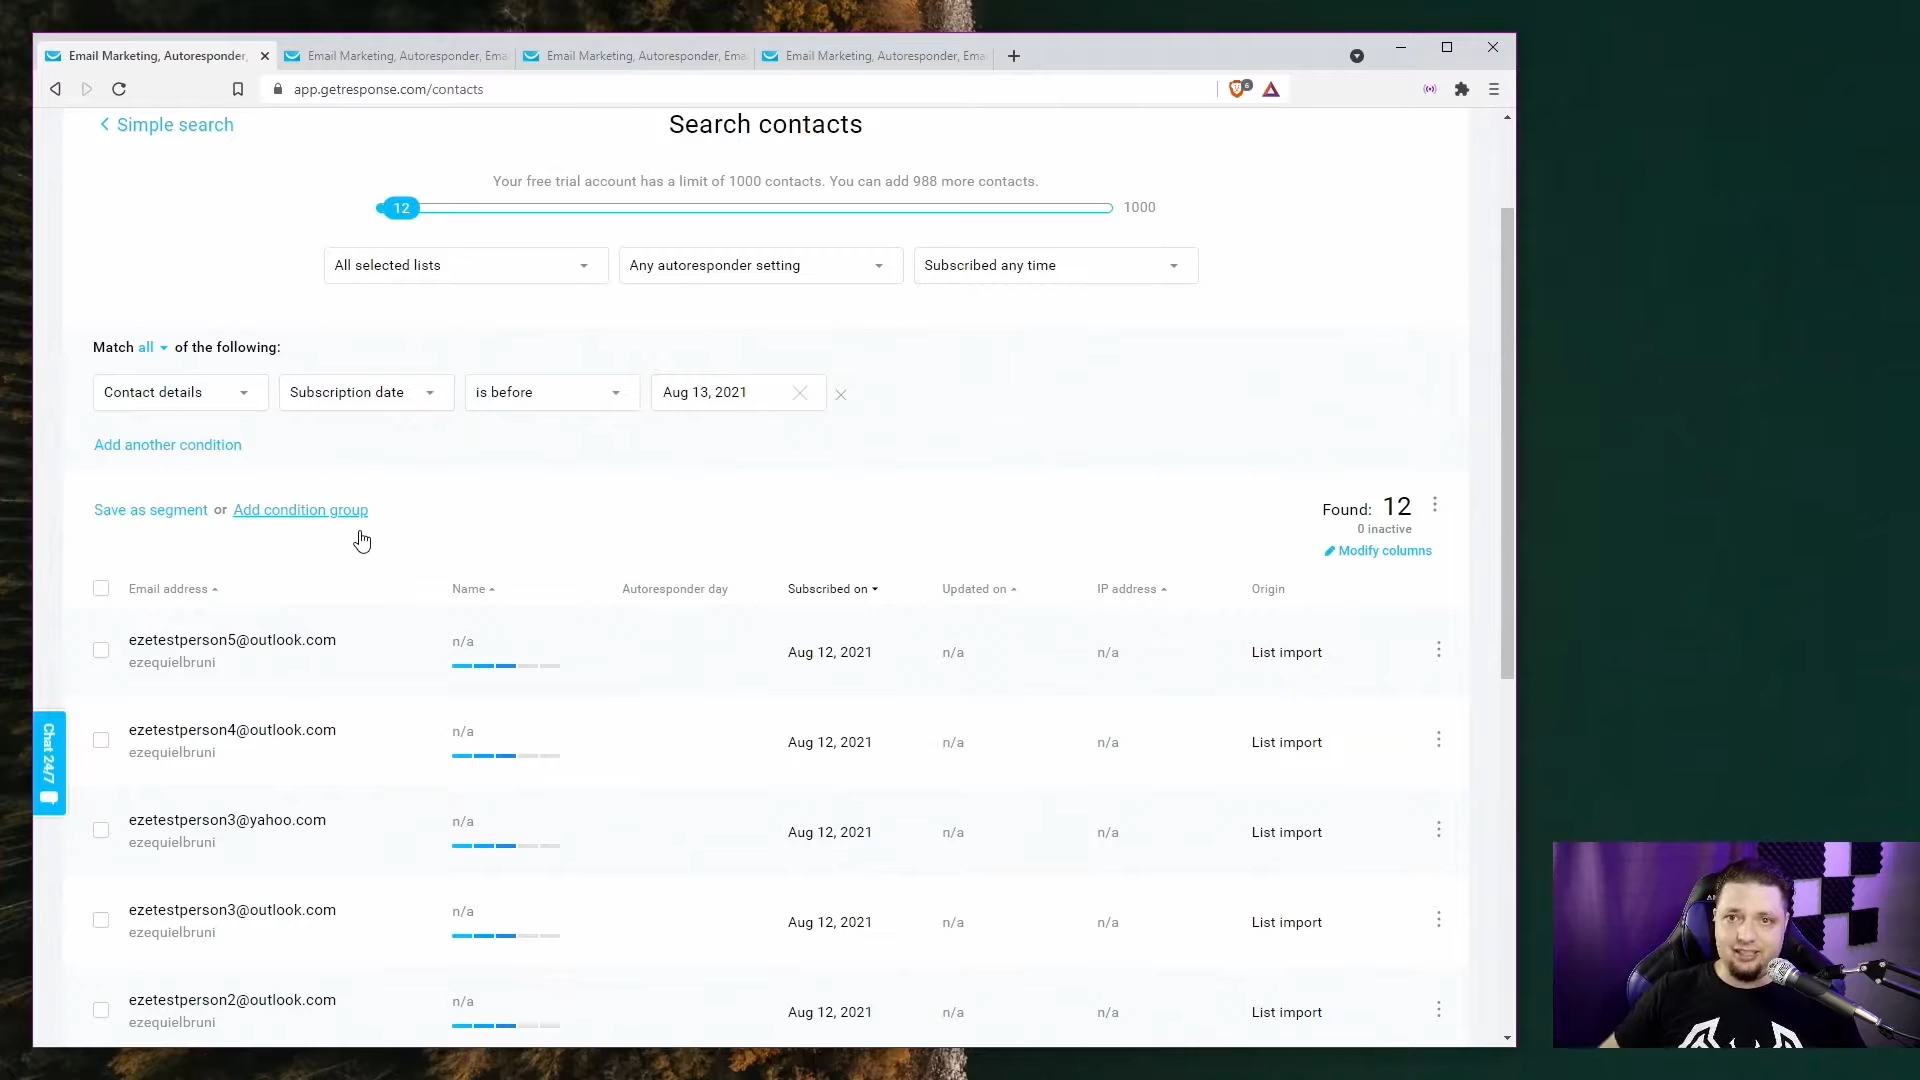 Email Marketing, Autoresponder,
Email Marketing, Autoresponder, Ema
Email Marketing, Autoresponder, Ema
Email Marketing, Autoresponder, Ema
app.getresponse.com/contacts
6
Simple search
Search contacts
Your free trial account has a limit of 1000 contacts. You can add 988 more contacts.
12
1000
All selected lists
Any autoresponder setting
Subscribed any time
Match all of the following:
Contact details
Subscription date
is before
Aug 13, 2021
Add another condition
Save as segment or Add condition group
Found: 12
0 inactive
Modify columns
Email address
Name
Autoresponder day
Subscribed on
Updated on
IP address
Origin
ezetestperson5@outlook.com
ezequielbruni
n/a
Aug 12, 2021
n/a
n/a
List import
ezetestperson4@outlook.com
ezequielbruni
n/a
Aug 12, 2021
n/a
n/a
List import
ezetestperson3@yahoo.com
ezequielbruni
n/a
Aug 12, 2021
n/a
n/a
List import
ezetestperson3@outlook.com
ezequielbruni
n/a
Aug 12, 2021
n/a
n/a
List import
ezetestperson2@outlook.com
ezequielbruni
n/a
Aug 12, 2021
n/a
n/a
List import
Chat 24/7